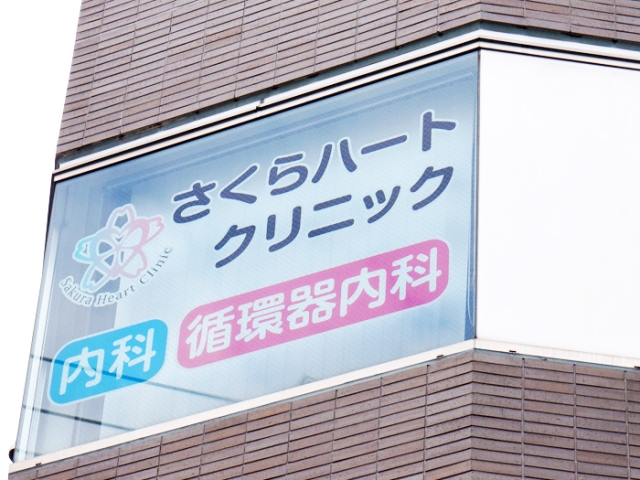 さくらハート
クリニック
Sakura Heart Clinic
内科
循環器内科